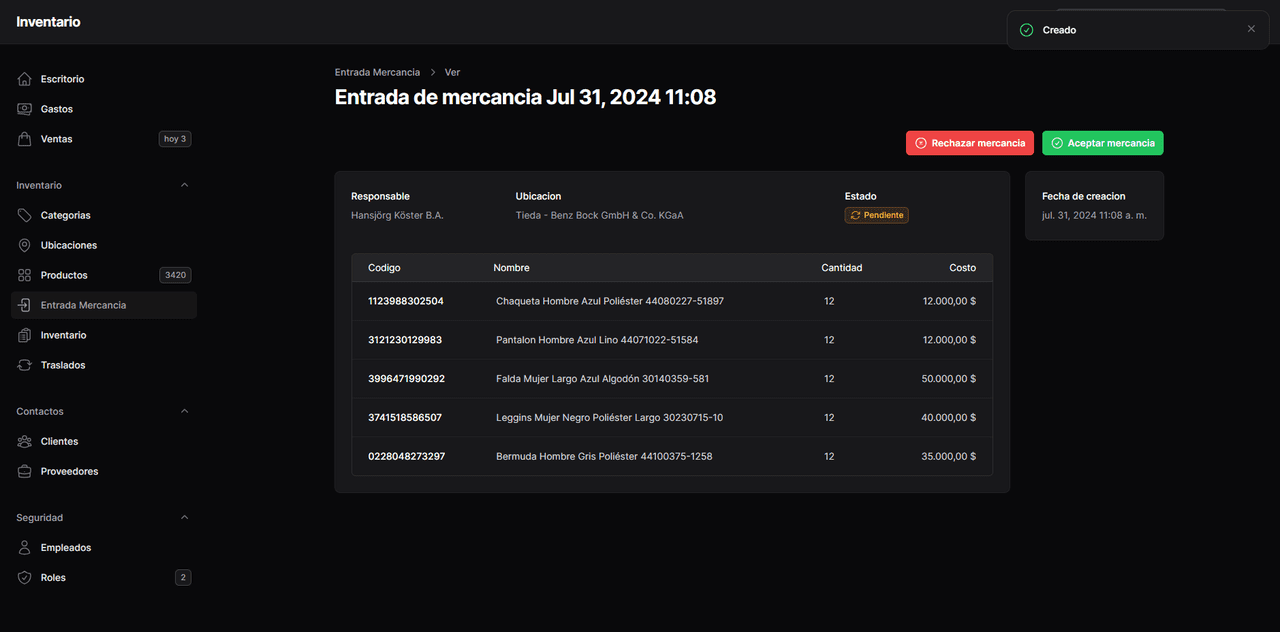 Inventario
Creado
Escritorio
Gastos
Ventas hoy 3
Inventario
Categorias
Ubicaciones
Productos 3420
Entrada Mercancia
Inventario
Traslados
Contactos
Clientes
Proveedores
Seguridad
Empleados
Roles 2
Entrada Mercancia > Ver
Entrada de mercancia Jul 31, 2024 11:08
Rechazar mercancia Aceptar mercancia
Responsable Ubicacion Estado
Hansjörg Köster B.A. Tieda - Benz Bock GmbH & Co. KGaA Pendiente
Codigo Nombre Cantidad Costo
1123988302504 Chaqueta Hombre Azul Poliéster 44080227-51897 12 12.000,00 $
3121230129983 Pantalon Hombre Azul Lino 44071022-51584 12 12.000,00 $
3996471990292 Falda Mujer Largo Azul Algodón 30140359-581 12 50.000,00 $
3741518586507 Leggins Mujer Negro Poliéster Largo 30230715-10 12 40.000,00 $
0228048273297 Bermuda Hombre Gris Poliéster 44100375-1258 12 35.000,00 $
Fecha de creacion
jul. 31, 2024 11:08 a. m.